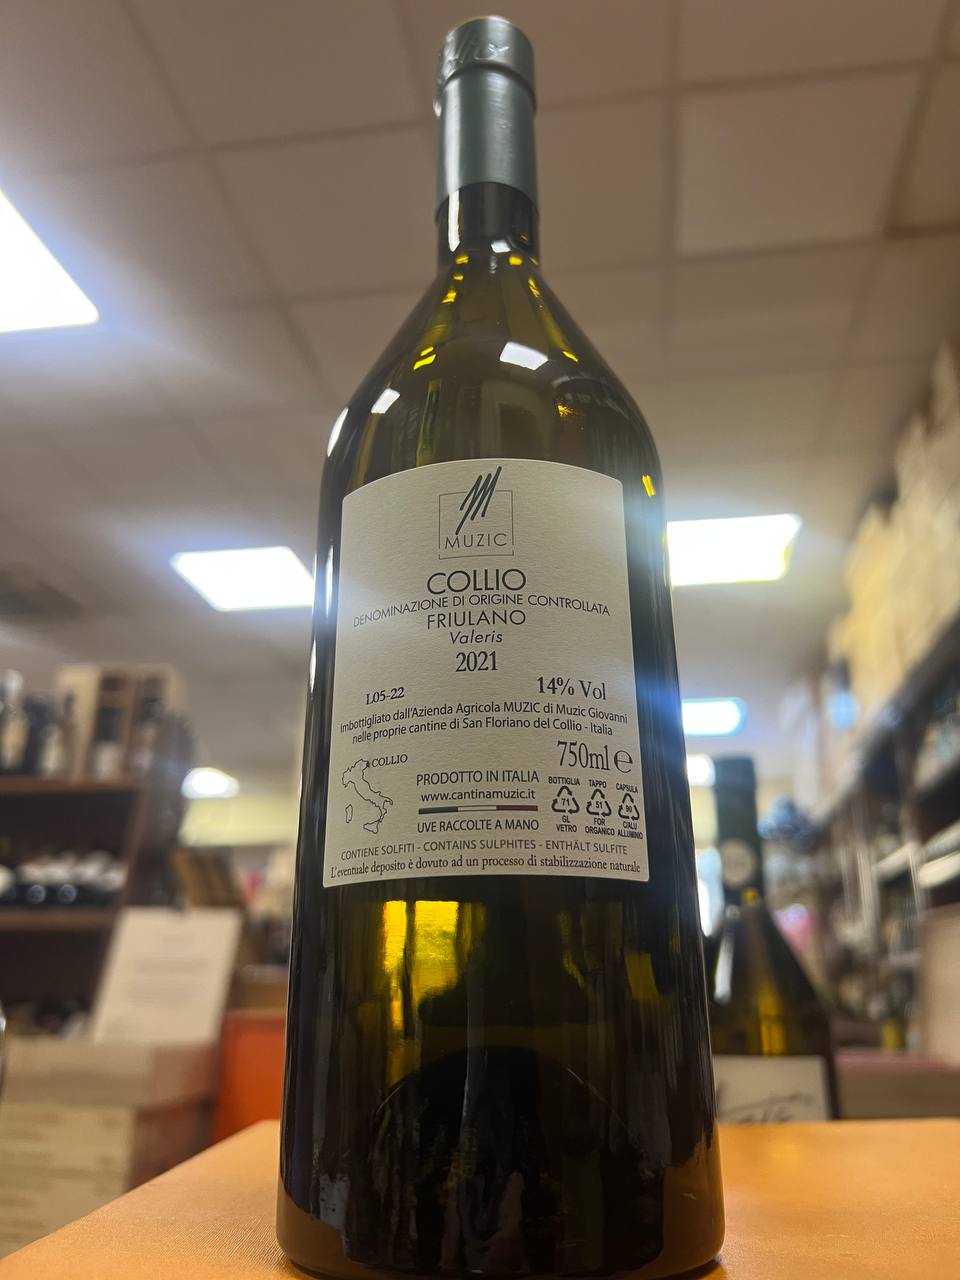 MUZIC
COLLIO
DENOMINAZIONE DI ORIGINE CONTROLLATA
FRIULANO
Valeris
2021
L05-22 14% Vol
Imbottigliato dall'Azienda Agricola MUZIC di Muzic Giovanni
nelle proprie cantine di San Floriano del Collio - Italia
750ml e
COLLIO
PRODOTTO IN ITALIA
www.cantinamuzic.it
UVE RACCOLTE A MANO
BOTTIGLIA TAPPO CAPSULA
71 51 90
GL FOR C/ALU
VETRO ORGANICO ALLUMINIO
CONTIENE SOLFITI - CONTAINS SULPHITES - ENTHÄLT SULFITE
L'eventuale deposito è dovuto ad un processo di stabilizzazione naturale